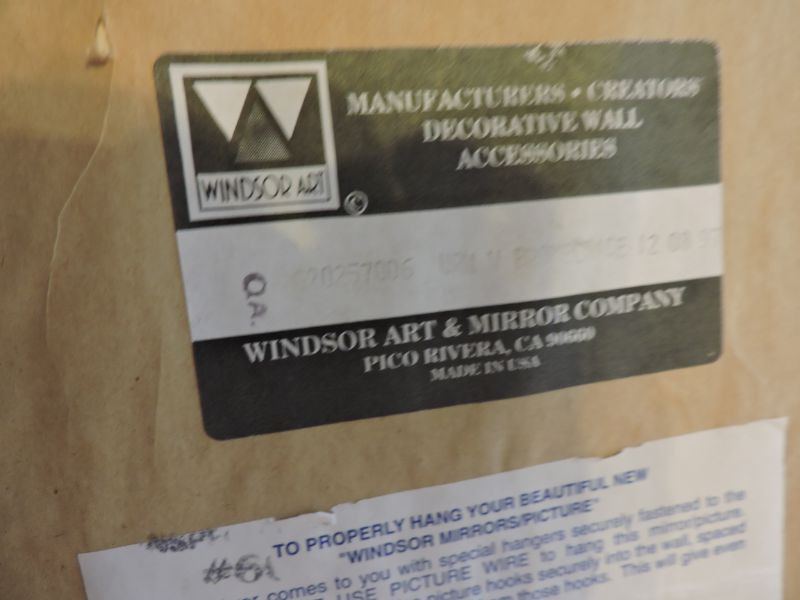 WINDSOR ART
©
MANUFACTURERS • CREATORS
DECORATIVE WALL
ACCESSORIES
Q.A.
12 08 97
WINDSOR ART & MIRROR COMPANY
PICO RIVERA, CA 90660
MADE IN USA
#61
TO PROPERLY HANG YOUR BEAUTIFUL NEW
"WINDSOR MIRRORS/PICTURE"
comes to you with special hangers securely fastened to the
USE PICTURE WIRE to hang this mirror/picture.
picture hooks securely into the wall, spaced
those hooks. This will give even